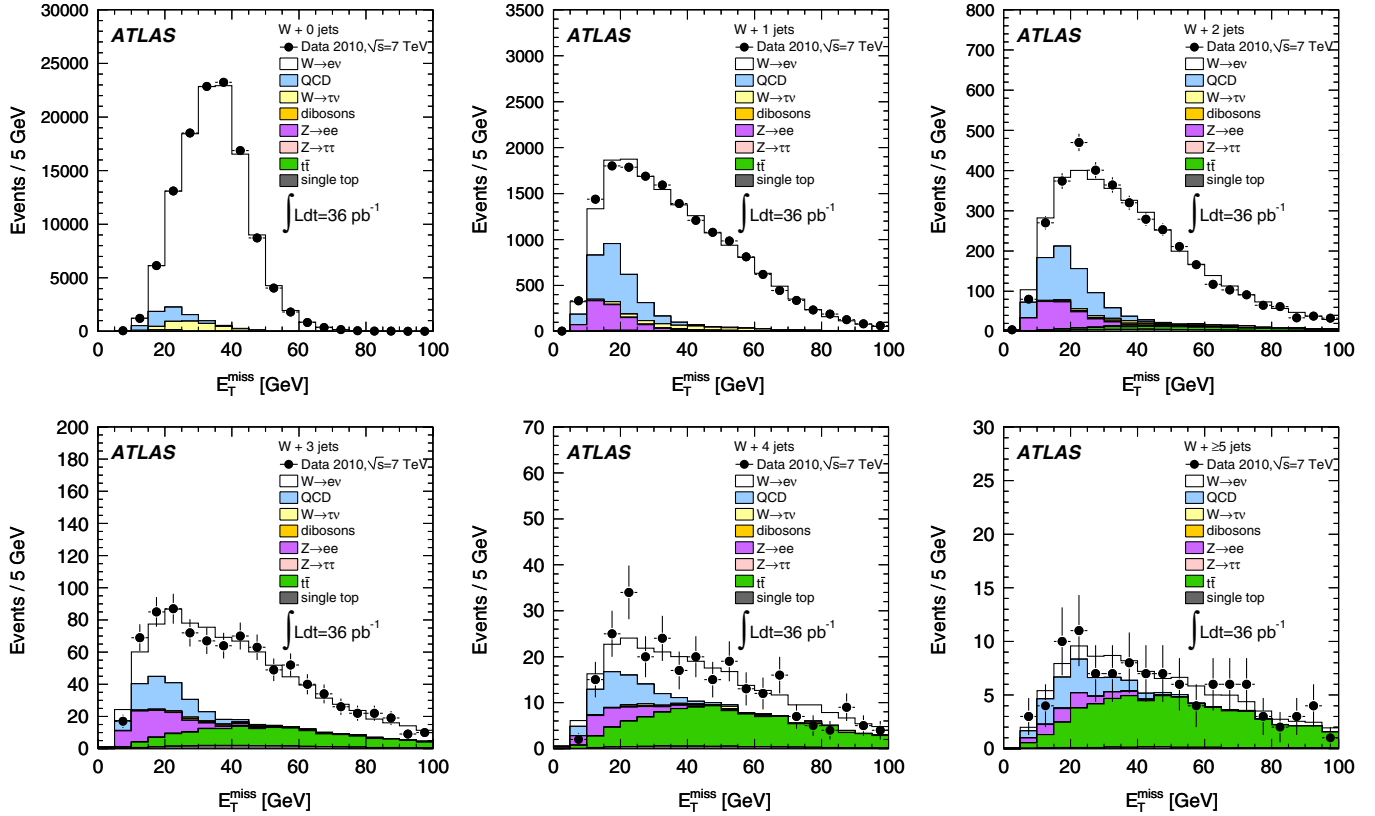 ATLAS
W + 0 jets
Data 2010,√s=7 TeV
W→eν
QCD
W→τν
dibosons
Z→ee
Z→ττ
tt̄
single top
∫Ldt=36 pb⁻¹
Events / 5 GeV
30000
25000
20000
15000
10000
5000
0
0 20 40 60 80 100
E_T^miss [GeV]
ATLAS
W + 1 jets
Data 2010,√s=7 TeV
W→eν
QCD
W→τν
dibosons
Z→ee
Z→ττ
tt̄
single top
∫Ldt=36 pb⁻¹
Events / 5 GeV
3500
3000
2500
2000
1500
1000
500
0
0 20 40 60 80 100
E_T^miss [GeV]
ATLAS
W + 2 jets
Data 2010,√s=7 TeV
W→eν
QCD
W→τν
dibosons
Z→ee
Z→ττ
tt̄
single top
∫Ldt=36 pb⁻¹
Events / 5 GeV
800
700
600
500
400
300
200
100
0
0 20 40 60 80 100
E_T^miss [GeV]
ATLAS
W + 3 jets
Data 2010,√s=7 TeV
W→eν
QCD
W→τν
dibosons
Z→ee
Z→ττ
tt̄
single top
∫Ldt=36 pb⁻¹
Events / 5 GeV
200
180
160
140
120
100
80
60
40
20
0
0 20 40 60 80 100
E_T^miss [GeV]
ATLAS
W + 4 jets
Data 2010,√s=7 TeV
W→eν
QCD
W→τν
dibosons
Z→ee
Z→ττ
tt̄
single top
∫Ldt=36 pb⁻¹
Events / 5 GeV
70
60
50
40
30
20
10
0
0 20 40 60 80 100
E_T^miss [GeV]
ATLAS
W + ≥5 jets
Data 2010,√s=7 TeV
W→eν
QCD
W→τν
dibosons
Z→ee
Z→ττ
tt̄
single top
∫Ldt=36 pb⁻¹
Events / 5 GeV
30
25
20
15
10
5
0
0 20 40 60 80 100
E_T^miss [GeV]